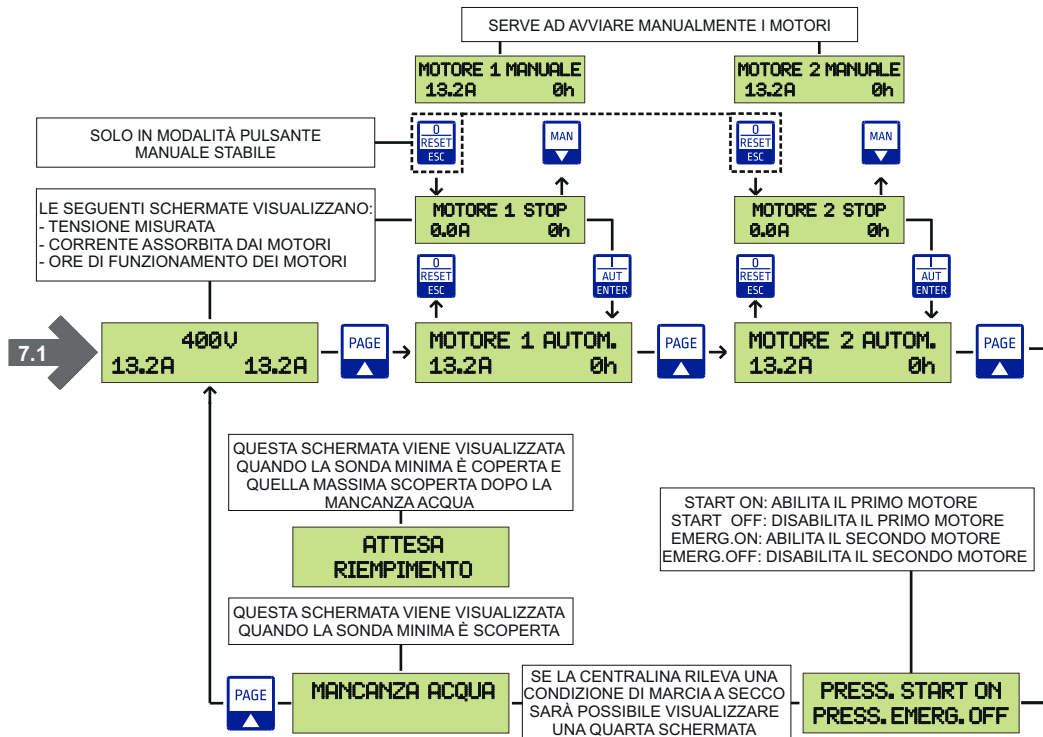 SERVE AD AVVIARE MANUALMENTE I MOTORI
MOTORE 1 MANUALE
13.2A 0h
MOTORE 2 MANUALE
13.2A 0h
SOLO IN MODALITÀ PULSANTE
MANUALE STABILE
0
RESET
ESC
MAN
0
RESET
ESC
MAN
LE SEGUENTI SCHERMATE VISUALIZZANO:
- TENSIONE MISURATA
- CORRENTE ASSORBITA DAI MOTORI
- ORE DI FUNZIONAMENTO DEI MOTORI
MOTORE 1 STOP
0.0A 0h
MOTORE 2 STOP
0.0A 0h
0
RESET
ESC
I
AUT
ENTER
0
RESET
ESC
I
AUT
ENTER
7.1
400V
13.2A 13.2A
PAGE
MOTORE 1 AUTOM.
13.2A 0h
PAGE
MOTORE 2 AUTOM.
13.2A 0h
PAGE
QUESTA SCHERMATA VIENE VISUALIZZATA
QUANDO LA SONDA MINIMA È COPERTA E
QUELLA MASSIMA SCOPERTA DOPO LA
MANCANZA ACQUA
ATTESA
RIEMPIMENTO
START ON: ABILITA IL PRIMO MOTORE
START OFF: DISABILITA IL PRIMO MOTORE
EMERG.ON: ABILITA IL SECONDO MOTORE
EMERG.OFF: DISABILITA IL SECONDO MOTORE
QUESTA SCHERMATA VIENE VISUALIZZATA
QUANDO LA SONDA MINIMA È SCOPERTA
PAGE
MANCANZA ACQUA
SE LA CENTRALINA RILEVA UNA
CONDIZIONE DI MARCIA A SECCO
SARÀ POSSIBILE VISUALIZZARE
UNA QUARTA SCHERMATA
PRESS. START ON
PRESS.EMERG.OFF